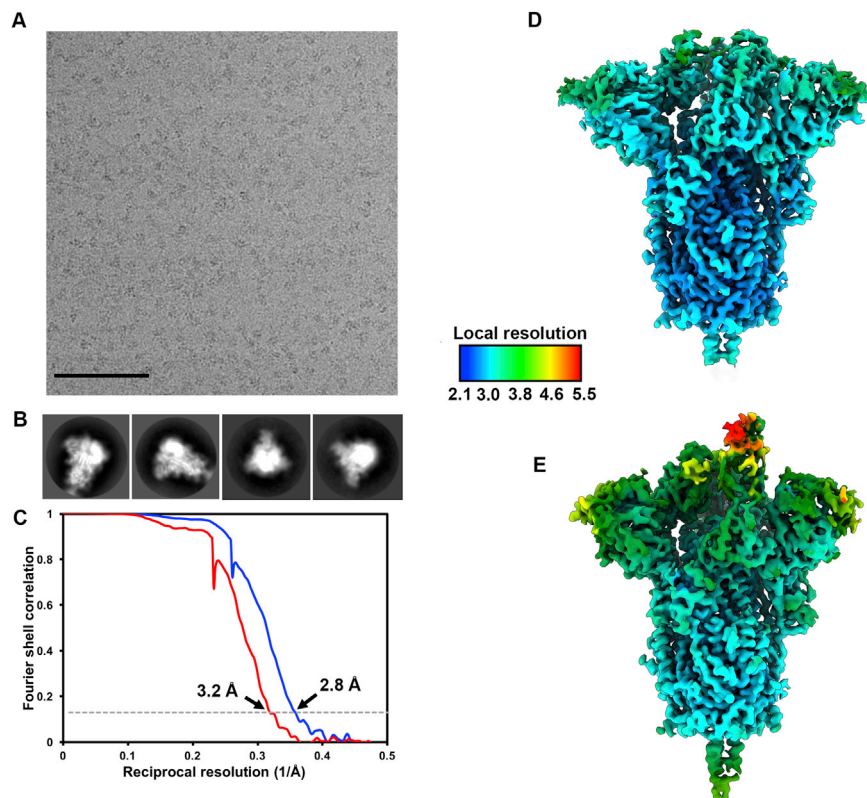 A
B
C
Fourier shell correlation
1
0.8
0.6
0.4
0.2
0
3.2 Å
2.8 Å
0 0.1 0.2 0.3 0.4 0.5
Reciprocal resolution (1/Å)
D
Local resolution
2.1 3.0 3.8 4.6 5.5
E